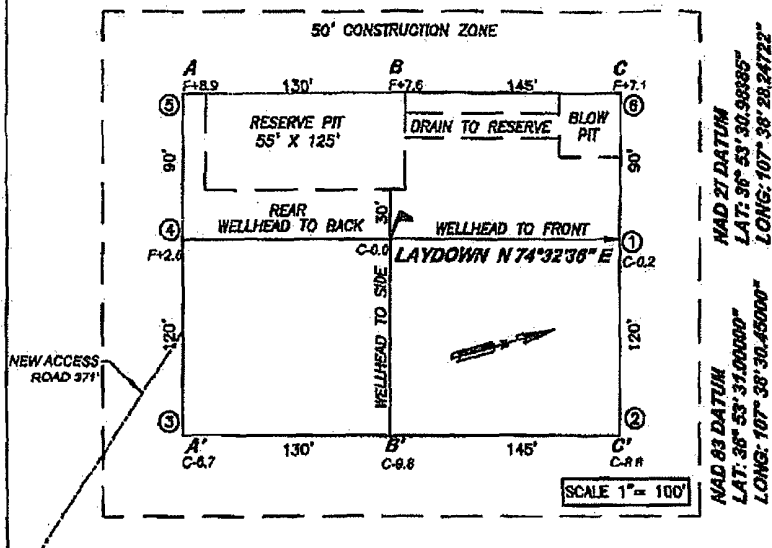 50' CONSTRUCTION ZONE
A
B
C
F+8.9
130'
F+7.6
145'
F+7.1
5
6
RESERVE PIT
55' X 125'
DRAIN TO RESERVE
BLOW
PIT
90'
90'
REAR
WELLHEAD TO BACK
30'
WELLHEAD TO FRONT
4
1
F+2.6
C-0.0
LAYDOWN N 74°32'36" E
C-0.2
WELLHEAD TO SIDE
120'
120'
NEW ACCESS
ROAD 371'
3
2
A'
130'
B'
145'
C'
C-6.7
C-9.8
C-8.8
SCALE 1"= 100'
NAD 27 DATUM
LAT: 36° 53' 30.98385"
LONG: 107° 38' 28.24722"
NAD 83 DATUM
LAT: 36° 53' 31.00000"
LONG: 107° 38' 30.45000"